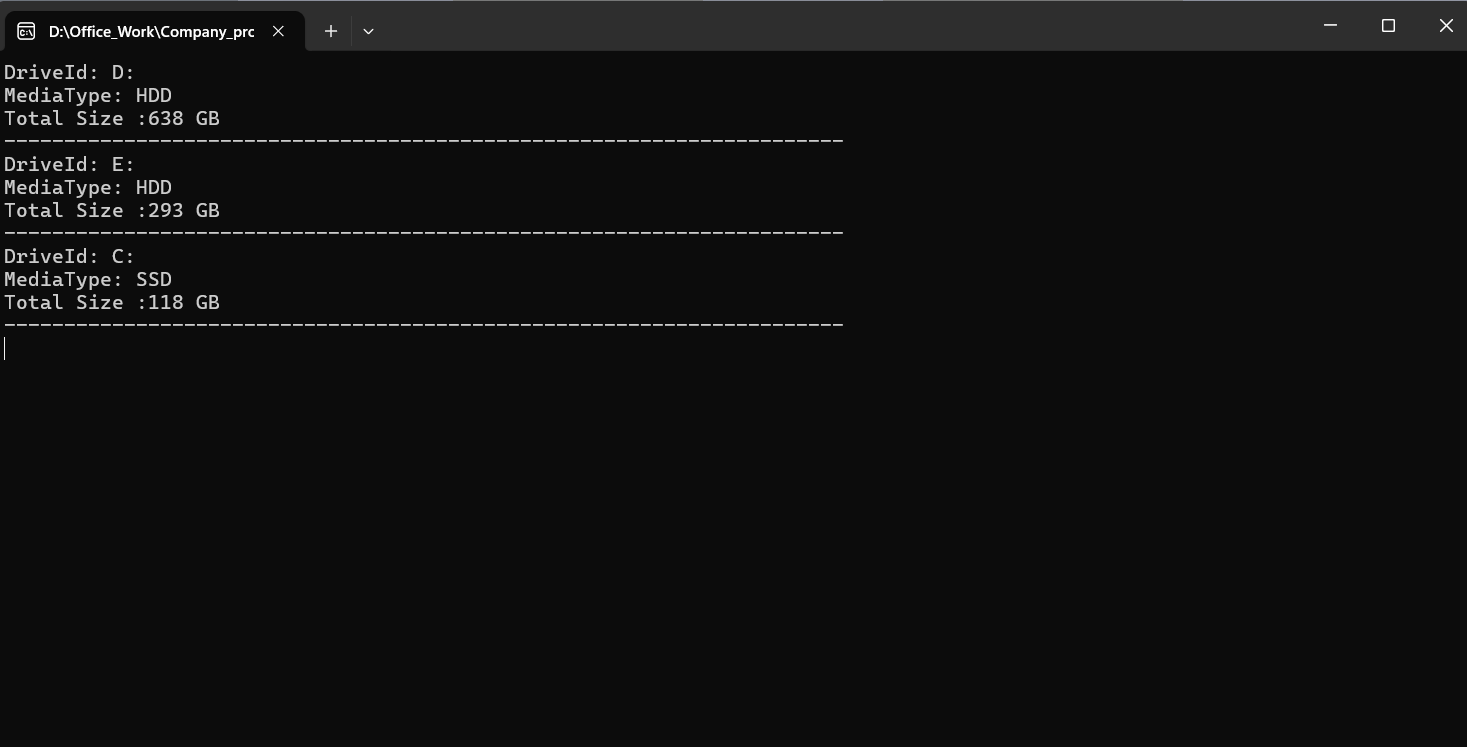 D:\Office_Work\Company_prc
DriveId: D:
MediaType: HDD
Total Size :638 GB
----------------------------------------------------------------------
DriveId: E:
MediaType: HDD
Total Size :293 GB
----------------------------------------------------------------------
DriveId: C:
MediaType: SSD
Total Size :118 GB
----------------------------------------------------------------------